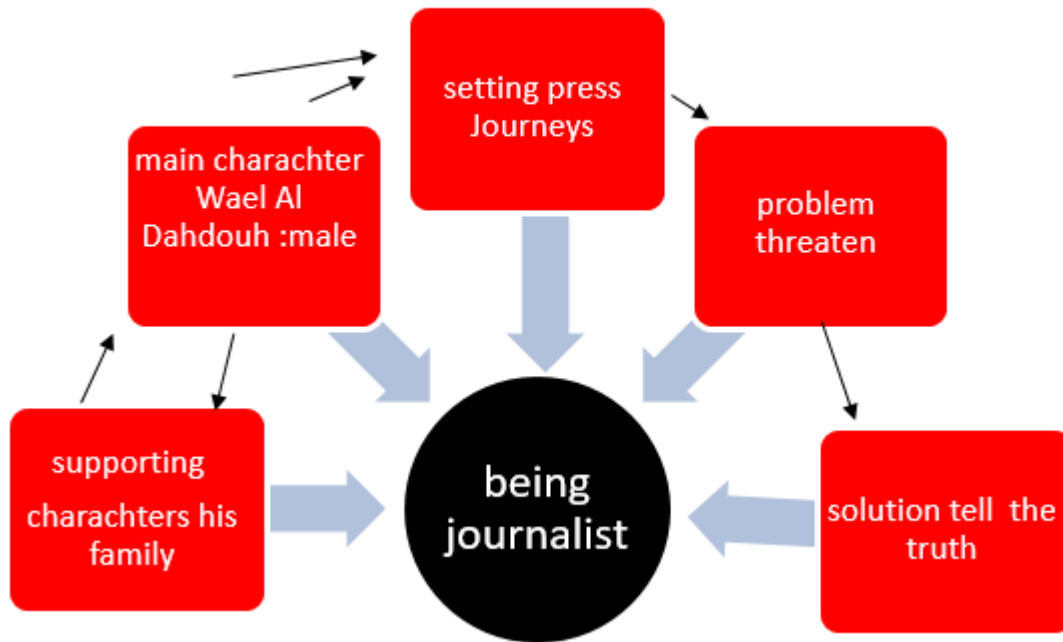 setting press
Journeys
main charachter
Wael Al
Dahdouh :male
problem
threaten
supporting
charachters his
family
being
journalist
solution tell  the
truth